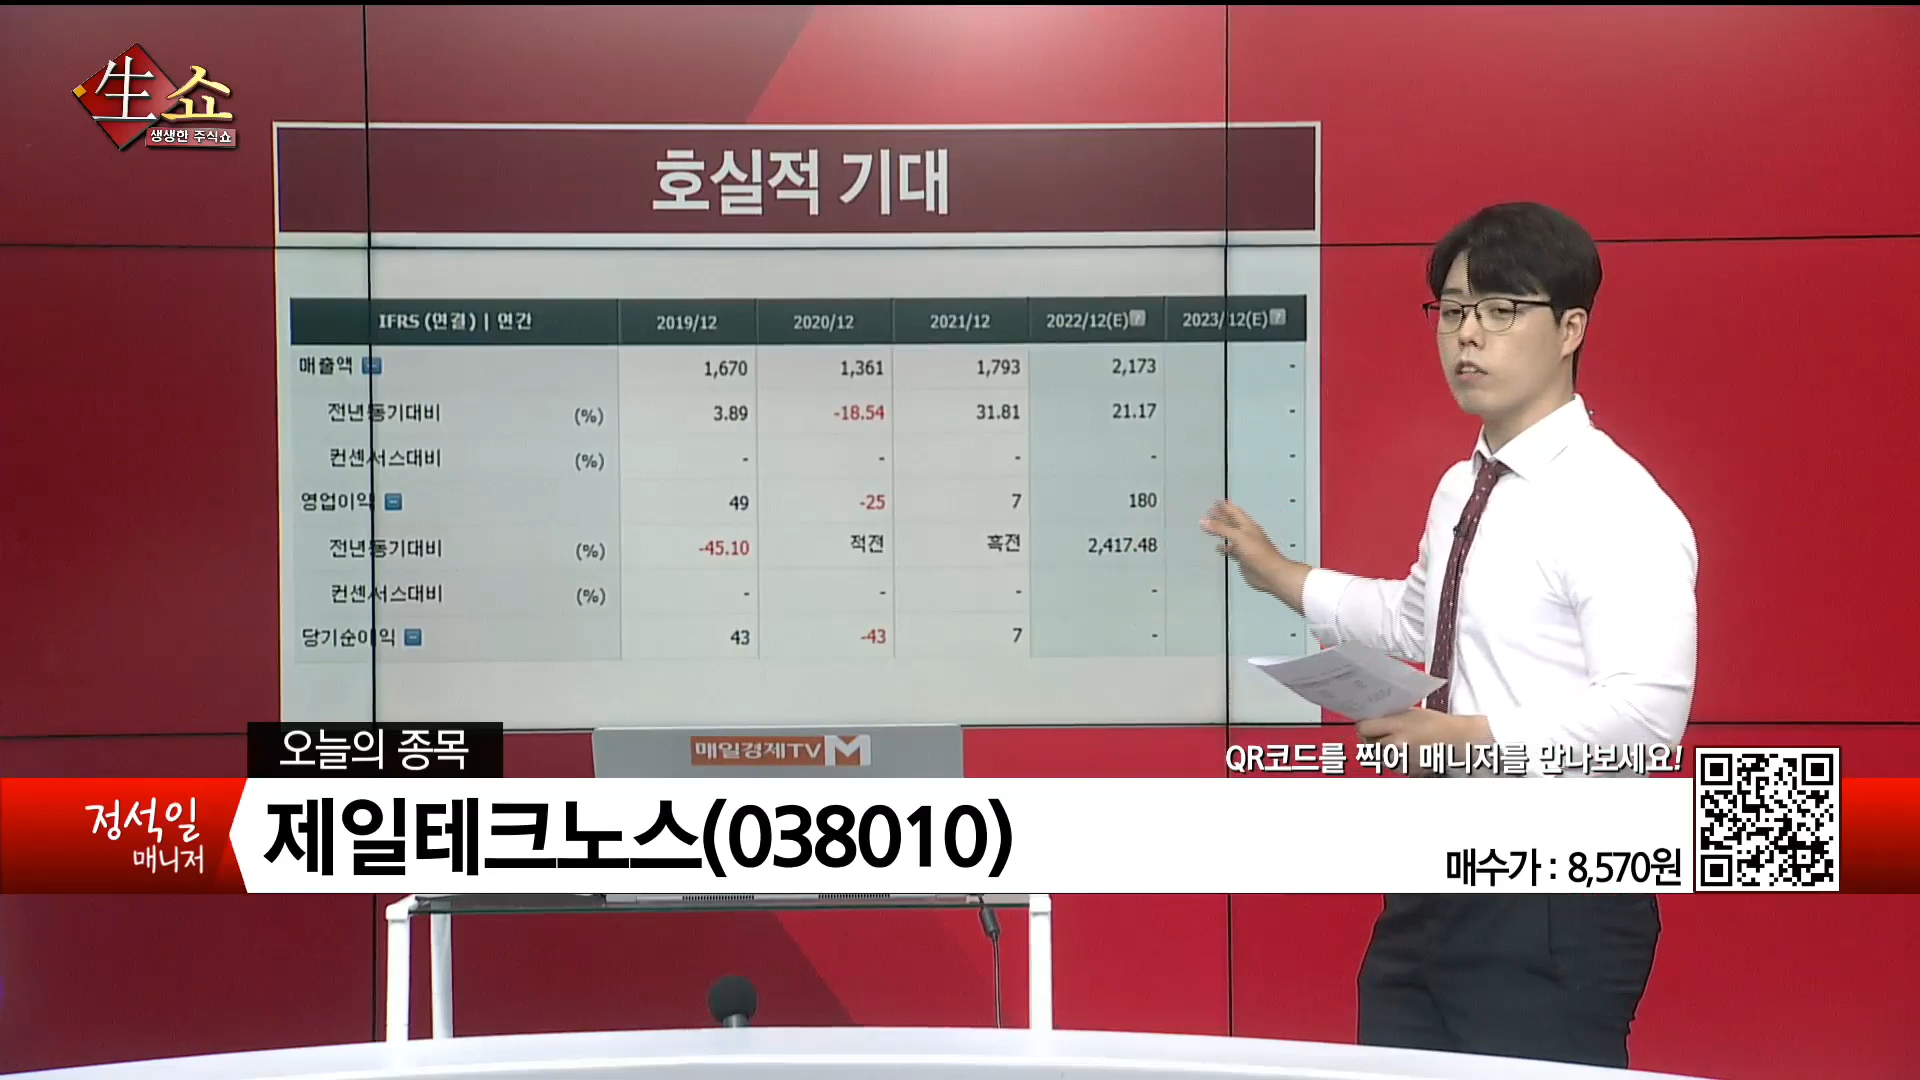 生쇼
생생한 주식쇼
호실적 기대
IFRS (연결) | 연간 2019/12 2020/12 2021/12 2022/12(E)? 2023/12(E)?
매출액 1,670 1,361 1,793 2,173 -
전년동기대비 (%) 3.89 -18.54 31.81 21.17 -
컨센서스대비 (%) - - - - -
영업이익 49 -25 7 180 -
전년동기대비 (%) -45.10 적전 흑전 2,417.48 -
컨센서스대비 (%) - - - - -
당기순이익 43 -43 7 - -
매일경제TV M
오늘의 종목
QR코드를 찍어 매니저를 만나보세요!
정석일
매니저
제일테크노스(038010)
매수가 : 8,570원